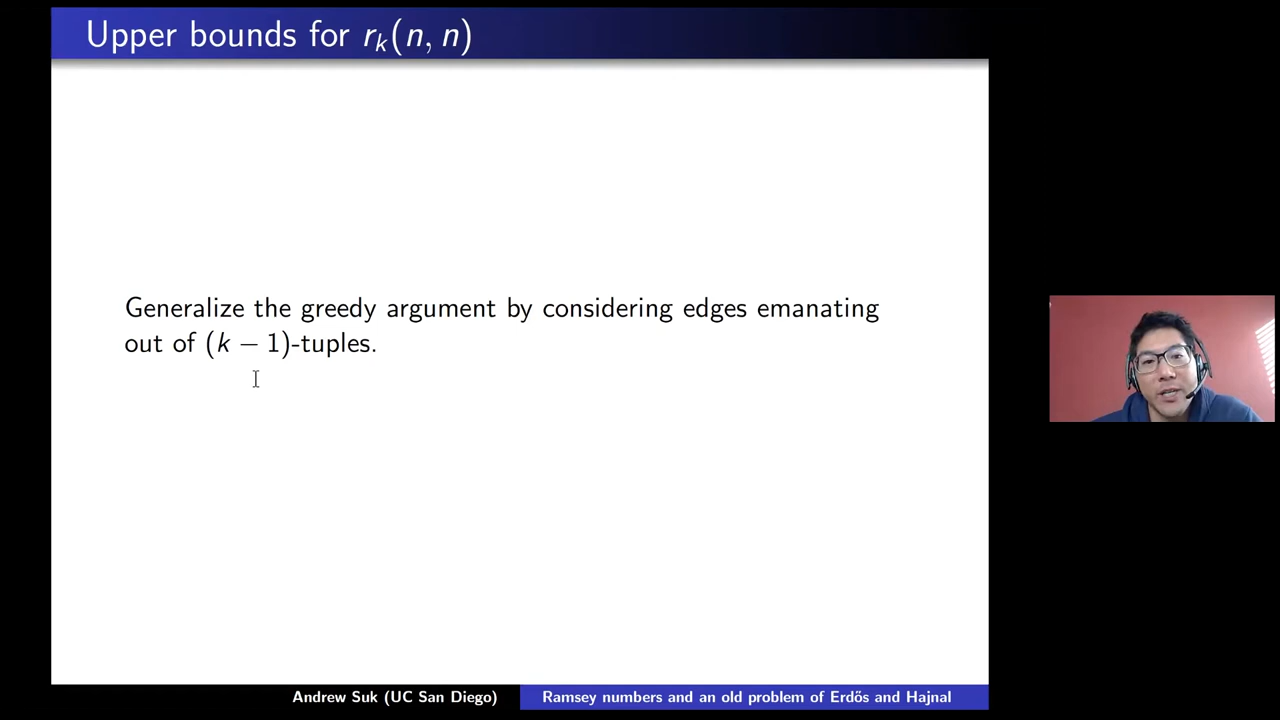 Upper bounds for r_k(n, n)
Generalize the greedy argument by considering edges emanating
out of (k − 1)-tuples.
Andrew Suk (UC San Diego) Ramsey numbers and an old problem of Erdős and Hajnal